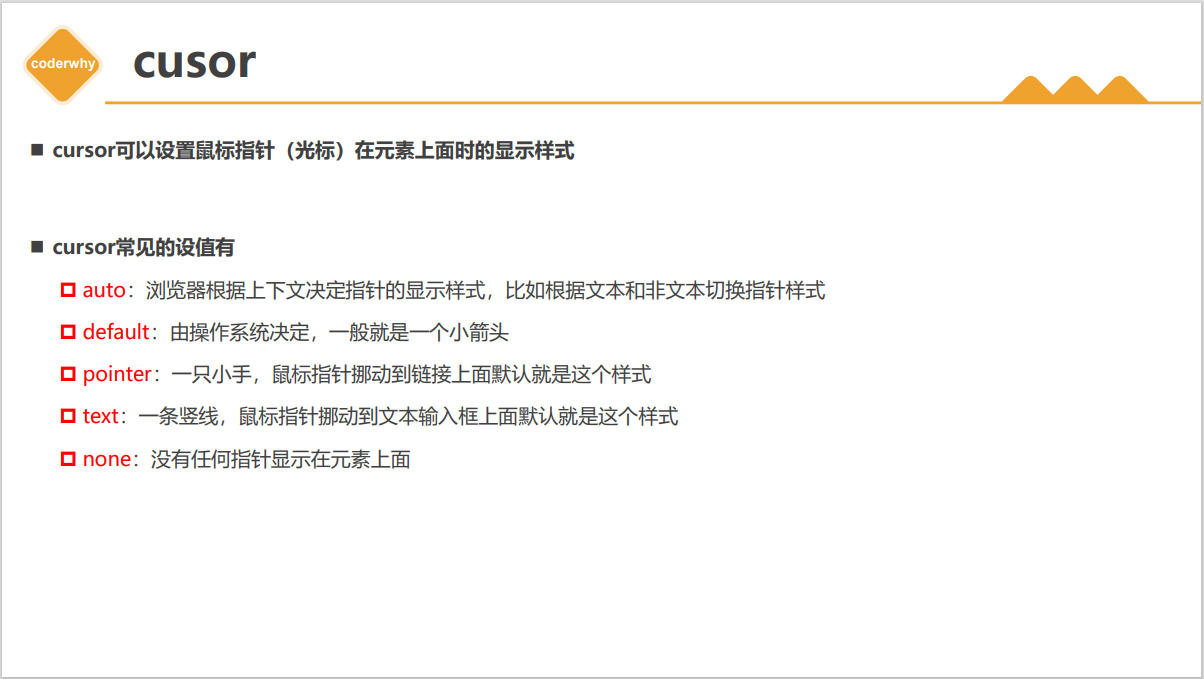 coderwhy
cusor
cursor可以设置鼠标指针（光标）在元素上面时的显示样式
cursor常见的设值有
auto：浏览器根据上下文决定指针的显示样式，比如根据文本和非文本切换指针样式
default：由操作系统决定，一般就是一个小箭头
pointer：一只小手，鼠标指针挪动到链接上面默认就是这个样式
text：一条竖线，鼠标指针挪动到文本输入框上面默认就是这个样式
none：没有任何指针显示在元素上面